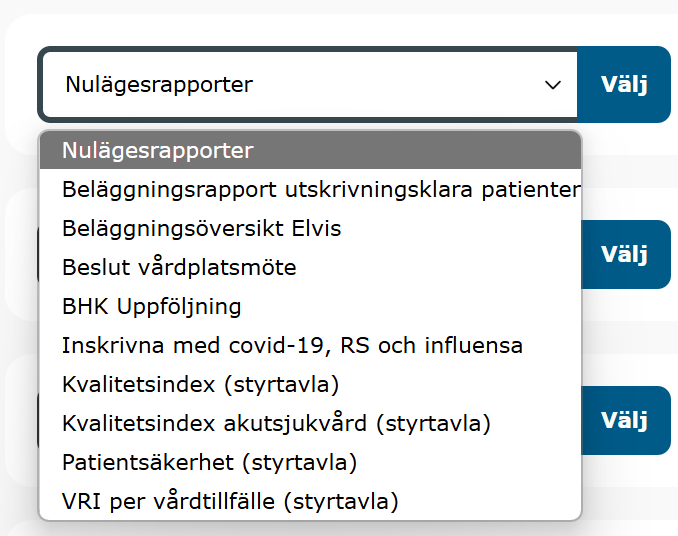 Nulägesrapporter
Välj
Nulägesrapporter
Beläggningsrapport utskrivningsklara patienter
Beläggningsöversikt Elvis
Välj
Beslut vårdplatsmöte
BHK Uppföljning
Inskrivna med covid-19, RS och influensa
Kvalitetsindex (styrtavla)
Kvalitetsindex akutsjukvård (styrtavla)
Välj
Patientsäkerhet (styrtavla)
VRI per vårdtillfälle (styrtavla)